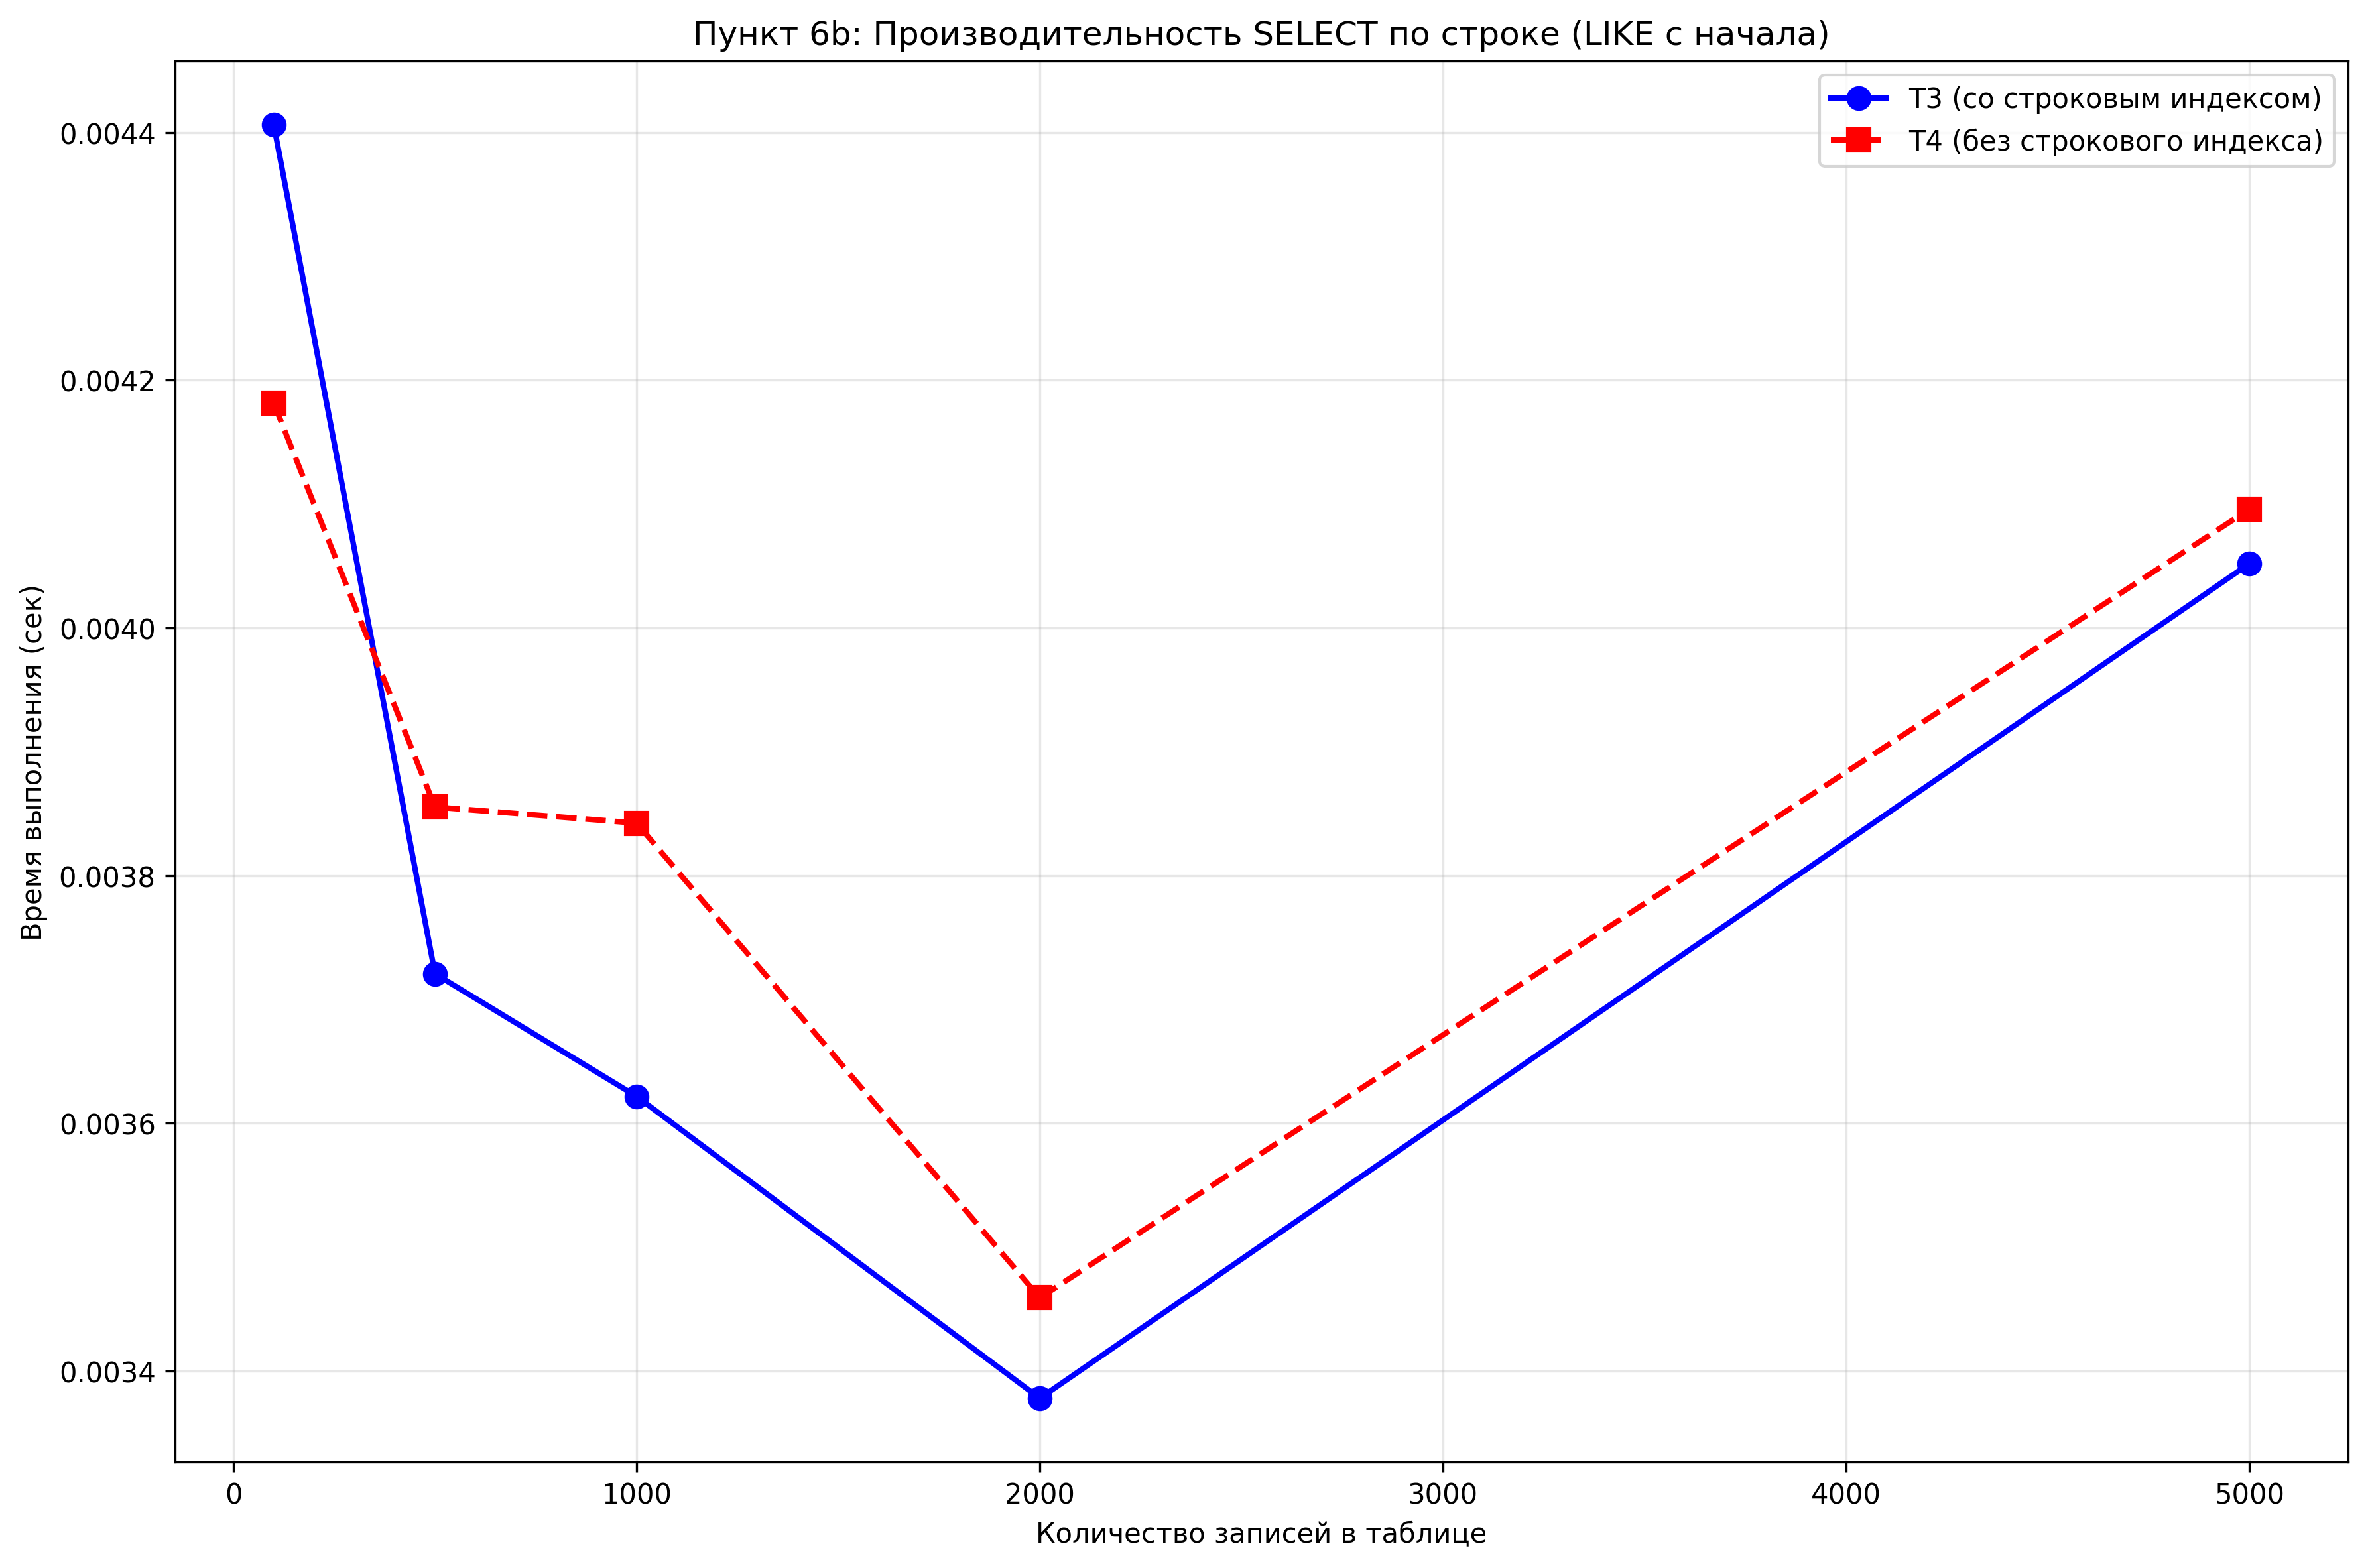 Пункт 6b: Производительность SELECT по строке (LIKE с начала)
T3 (со строковым индексом)
T4 (без строкового индекса)
Время выполнения (сек)
0.0044
0.0042
0.0040
0.0038
0.0036
0.0034
0 1000 2000 3000 4000 5000
Количество записей в таблице